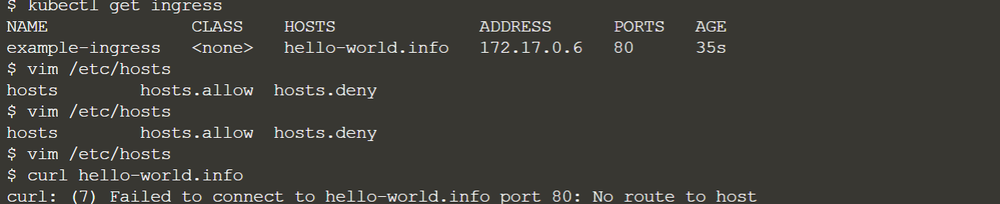 $ kubectl get ingress
NAME CLASS HOSTS ADDRESS PORTS AGE
example-ingress <none> hello-world.info 172.17.0.6 80 35s
$ vim /etc/hosts
hosts hosts.allow hosts.deny
$ vim /etc/hosts
hosts hosts.allow hosts.deny
$ vim /etc/hosts
$ curl hello-world.info
curl: (7) Failed to connect to hello-world.info port 80: No route to host